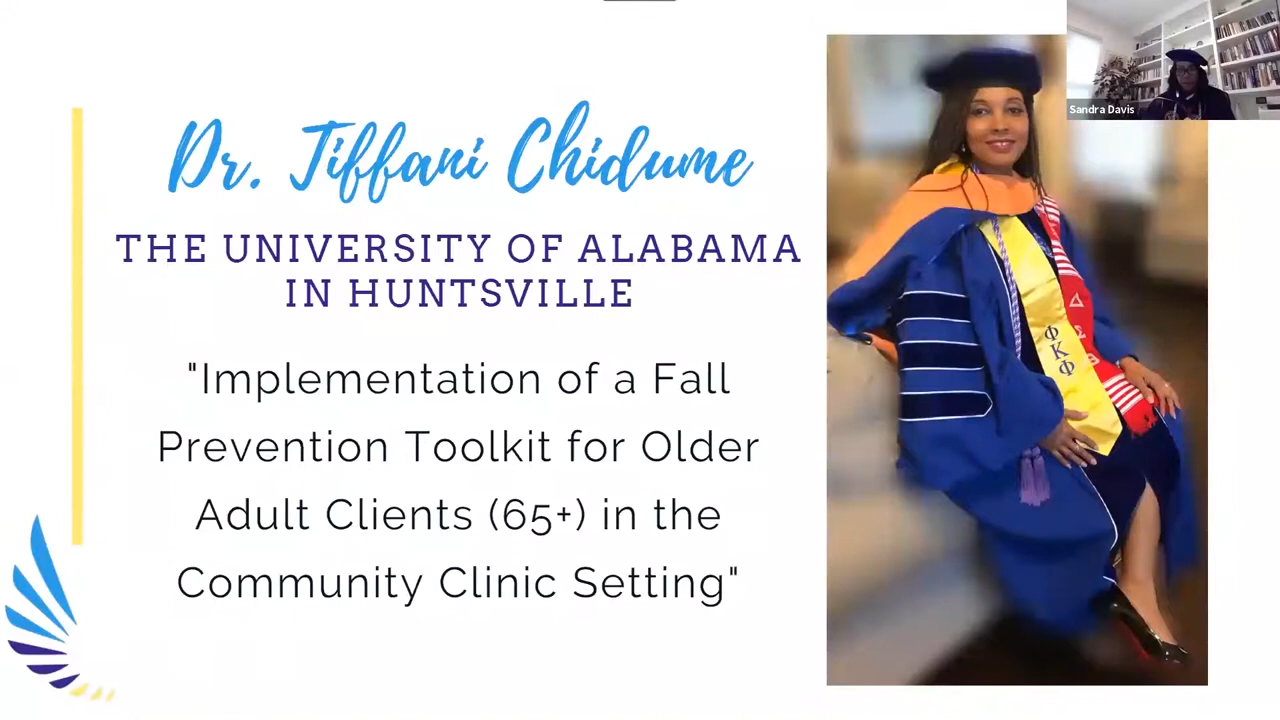 Dr. Tiffani Chidume
THE UNIVERSITY OF ALABAMA
IN HUNTSVILLE
"Implementation of a Fall
Prevention Toolkit for Older
Adult Clients (65+) in the
Community Clinic Setting"
Sandra Davis
ΦΚΦ
Δ
Σ